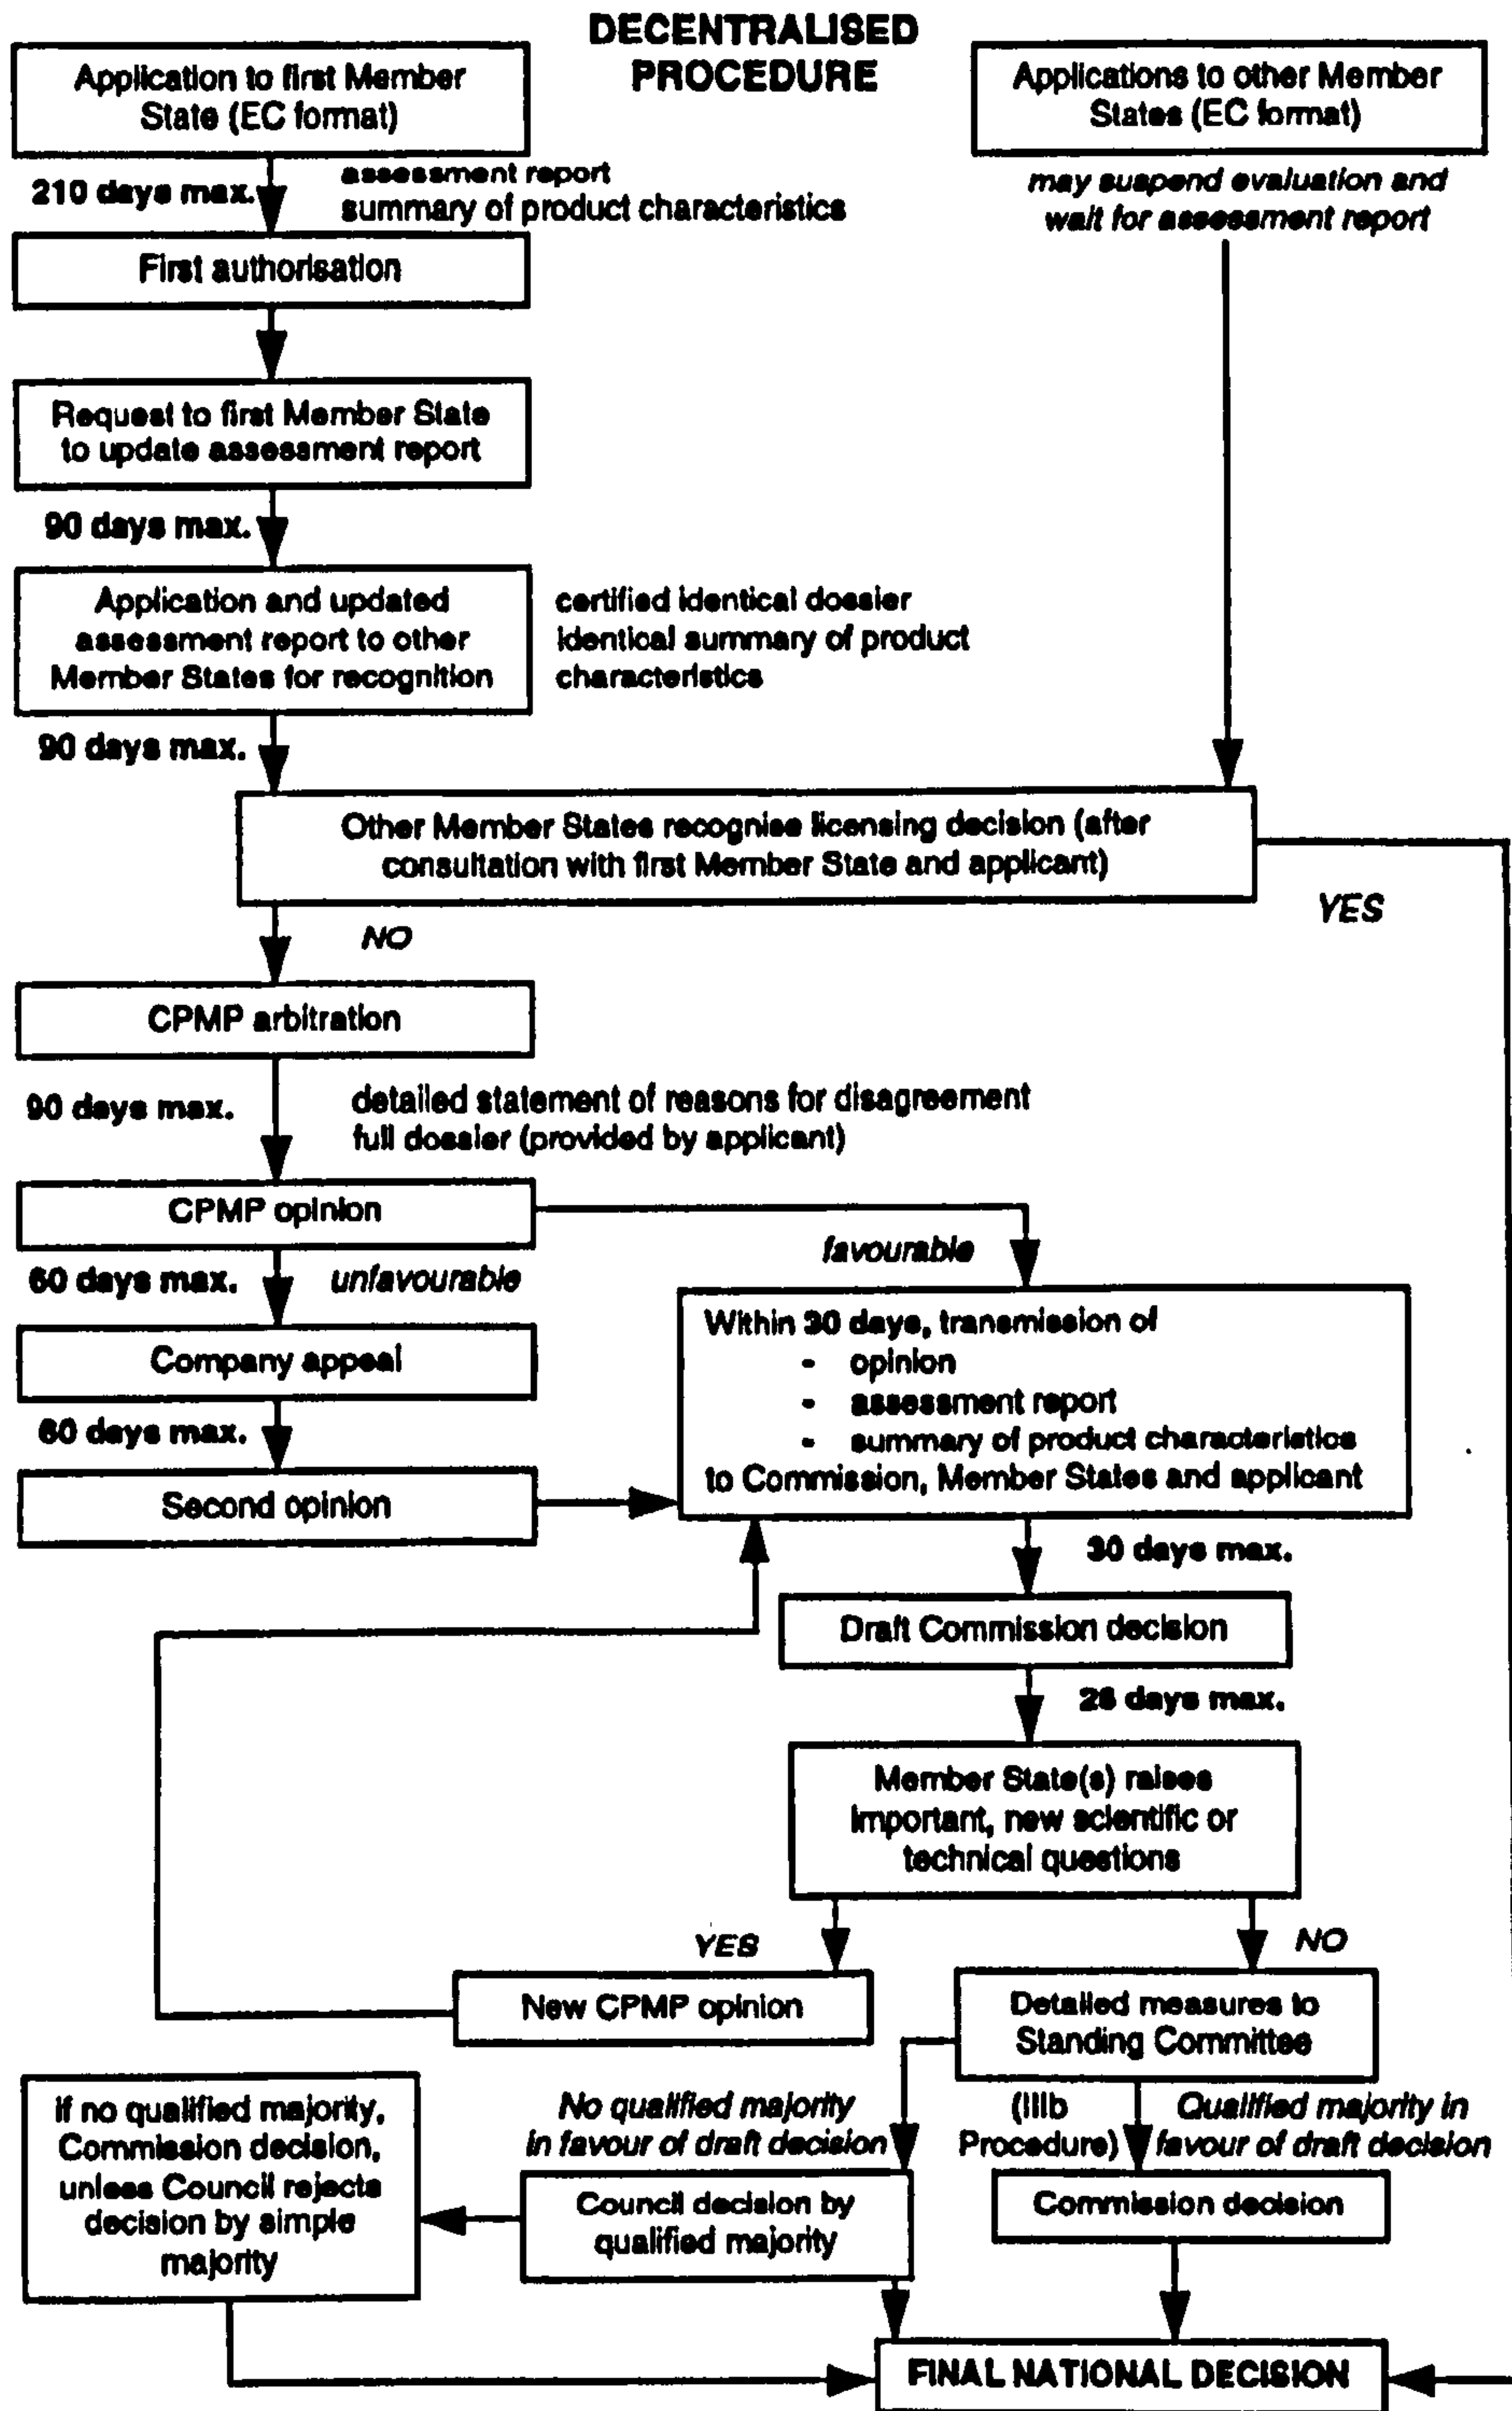 DECENTRALISED
PROCEDURE
Application to first Member
State (EC format)
Applications to other Member
States (EC format)
210 days max.
assessment report
summary of product characteristics
may suspend evaluation and
wait for assessment report
First authorisation
Request to first Member State
to update assessment report
90 days max.
Application and updated
assessment report to other
Member States for recognition
certified identical dossier
identical summary of product
characteristics
90 days max.
Other Member States recognise licensing decision (after
consultation with first Member State and applicant)
YES
NO
CPMP arbitration
90 days max.
detailed statement of reasons for disagreement
full dossier (provided by applicant)
CPMP opinion
favourable
60 days max.
unfavourable
Within 30 days, transmission of
- opinion
- assessment report
- summary of product characteristics
to Commission, Member States and applicant
Company appeal
60 days max.
Second opinion
30 days max.
Draft Commission decision
28 days max.
Member State(s) raises
important, new scientific or
technical questions
YES
NO
New CPMP opinion
Detailed measures to
Standing Committee
If no qualified majority,
Commission decision,
unless Council rejects
decision by simple
majority
No qualified majority
in favour of draft decision
(IIIb
Procedure)
Qualified majority in
favour of draft decision
Council decision by
qualified majority
Commission decision
FINAL NATIONAL DECISION